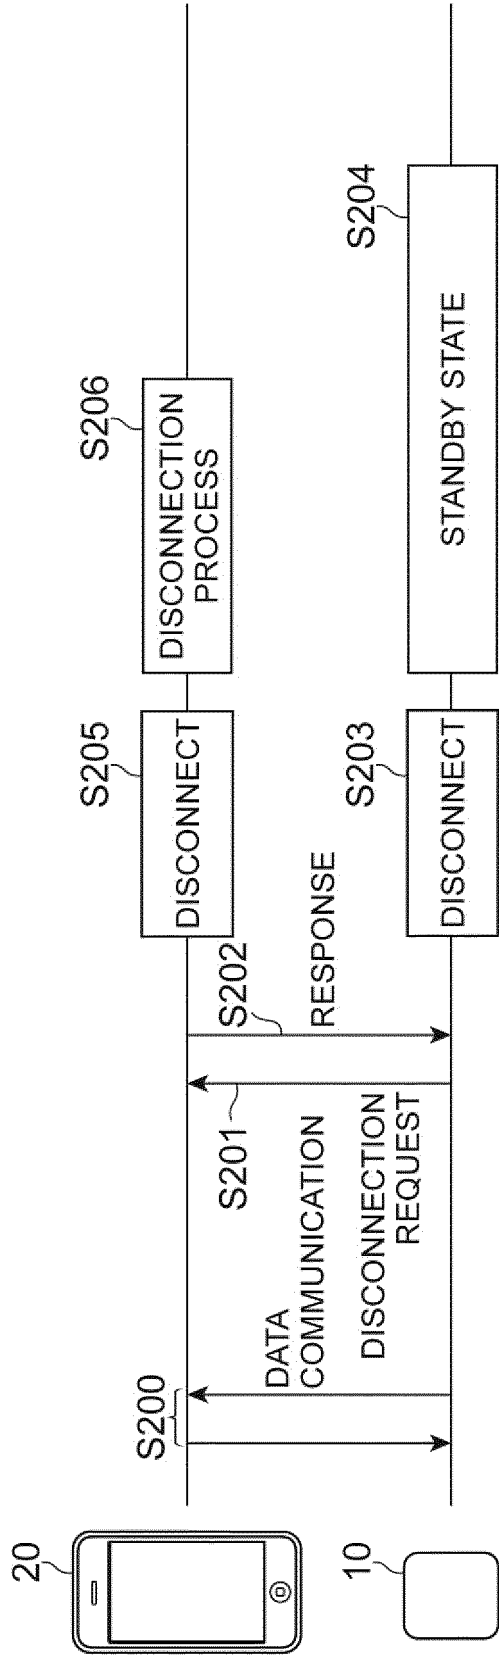 20
10
S200
DATA
COMMUNICATION
S201
DISCONNECTION
REQUEST
S202
RESPONSE
S205
DISCONNECT
S203
DISCONNECT
S206
DISCONNECTION
PROCESS
S204
STANDBY STATE